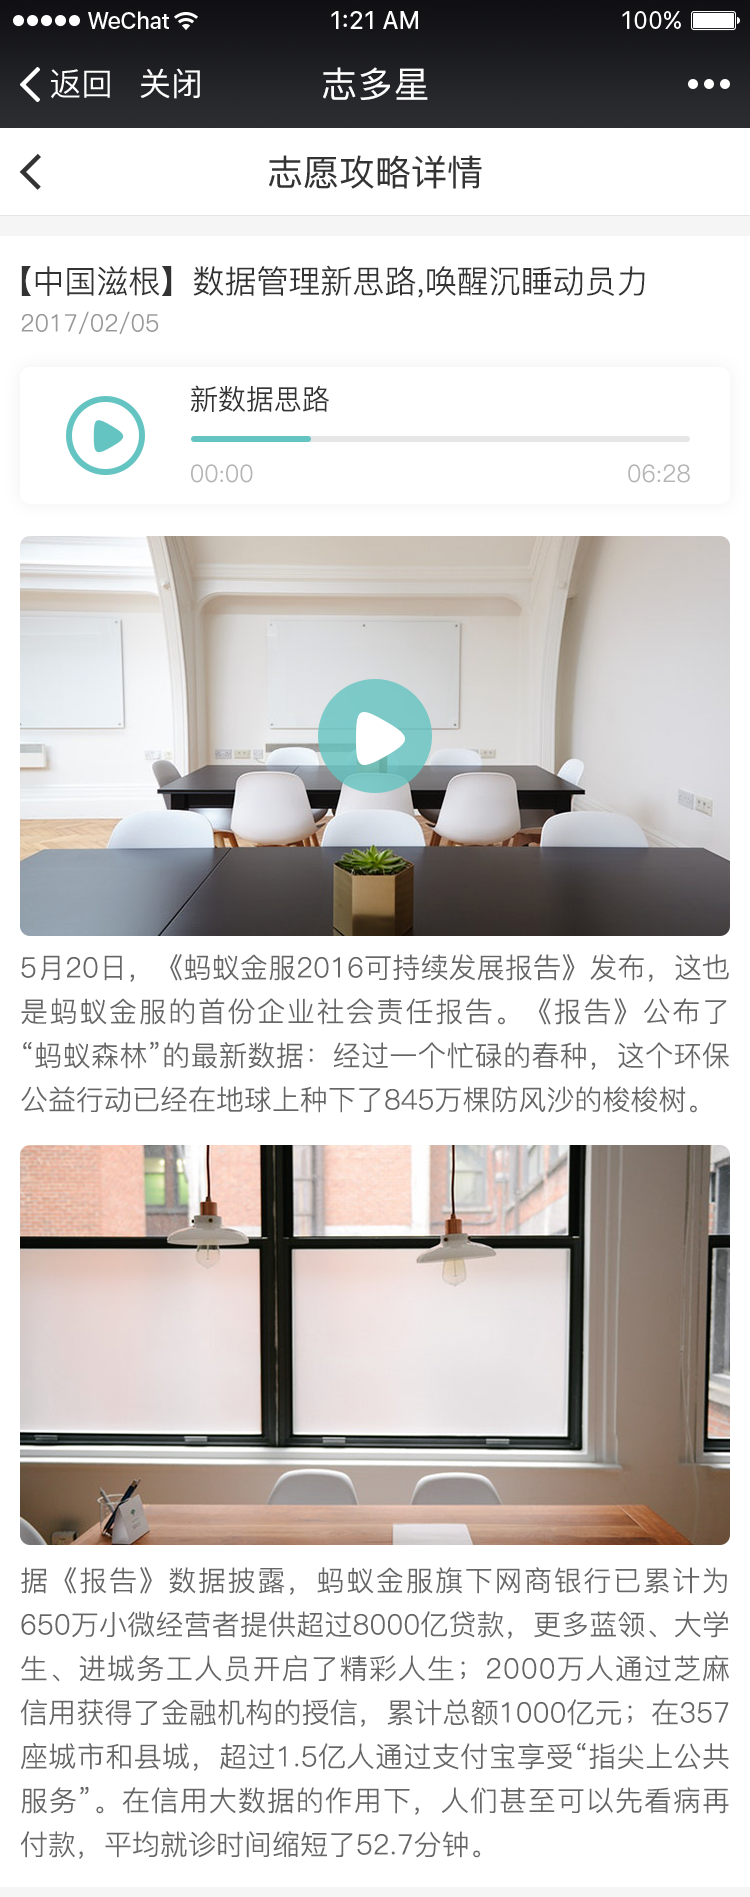 WeChat 1:21 AM 100%
返回 关闭 志多星
志愿攻略详情
【中国滋根】数据管理新思路,唤醒沉睡动员力
2017/02/05
新数据思路
00:00 06:28
5月20日，《蚂蚁金服2016可持续发展报告》发布，这也
是蚂蚁金服的首份企业社会责任报告。《报告》公布了
“蚂蚁森林”的最新数据：经过一个忙碌的春种，这个环保
公益行动已经在地球上种下了845万棵防风沙的梭梭树。
据《报告》数据披露，蚂蚁金服旗下网商银行已累计为
650万小微经营者提供超过8000亿贷款，更多蓝领、大学
生、进城务工人员开启了精彩人生；2000万人通过芝麻
信用获得了金融机构的授信，累计总额1000亿元；在357
座城市和县城，超过1.5亿人通过支付宝享受“指尖上公共
服务”。在信用大数据的作用下，人们甚至可以先看病再
付款，平均就诊时间缩短了52.7分钟。